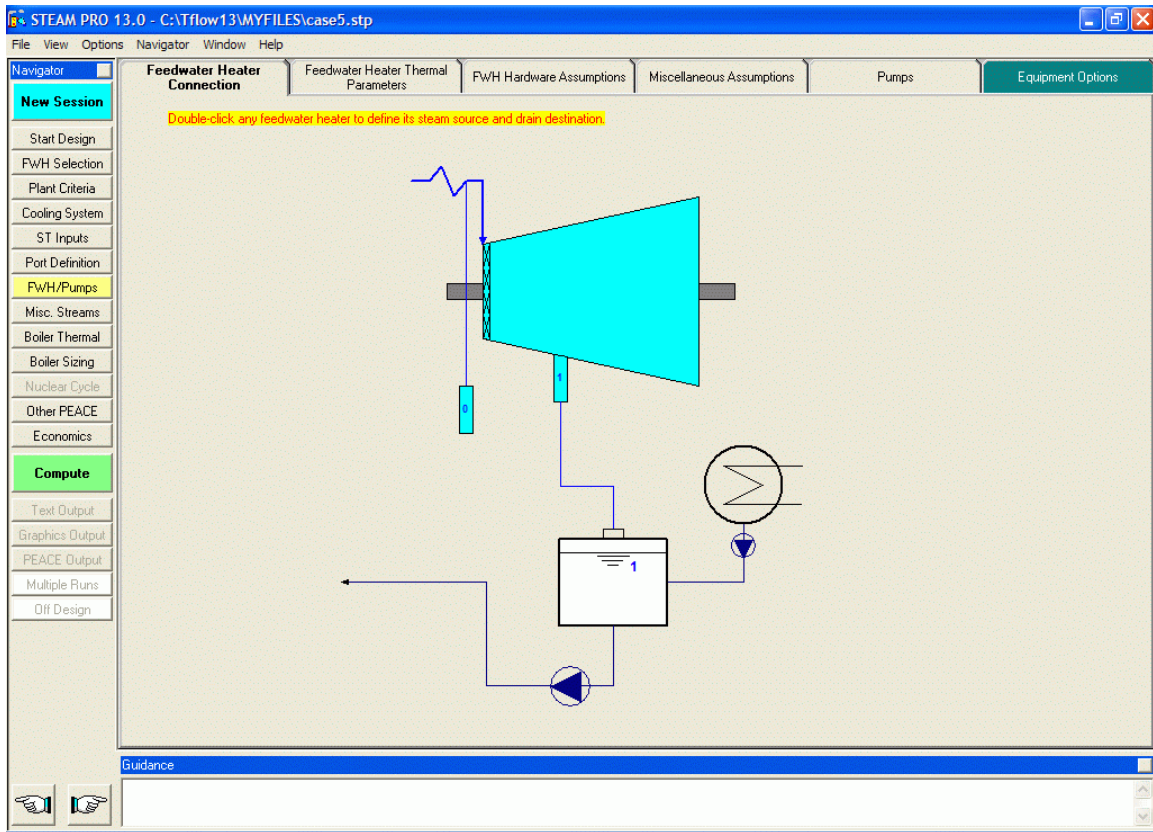 STEAM PRO 13.0 - C:\Tflow13\MYFILES\case5.stp
File View Options Navigator Window Help
Navigator
New Session
Start Design
FWH Selection
Plant Criteria
Cooling System
ST Inputs
Port Definition
FWH/Pumps
Misc. Streams
Boiler Thermal
Boiler Sizing
Nuclear Cycle
Other PEACE
Economics
Compute
Text Output
Graphics Output
PEACE Output
Multiple Runs
Off Design
Feedwater Heater
Connection
Feedwater Heater Thermal
Parameters
FWH Hardware Assumptions
Miscellaneous Assumptions
Pumps
Equipment Options
Double-click any feedwater heater to define its steam source and drain destination.
1
0
1
Guidance